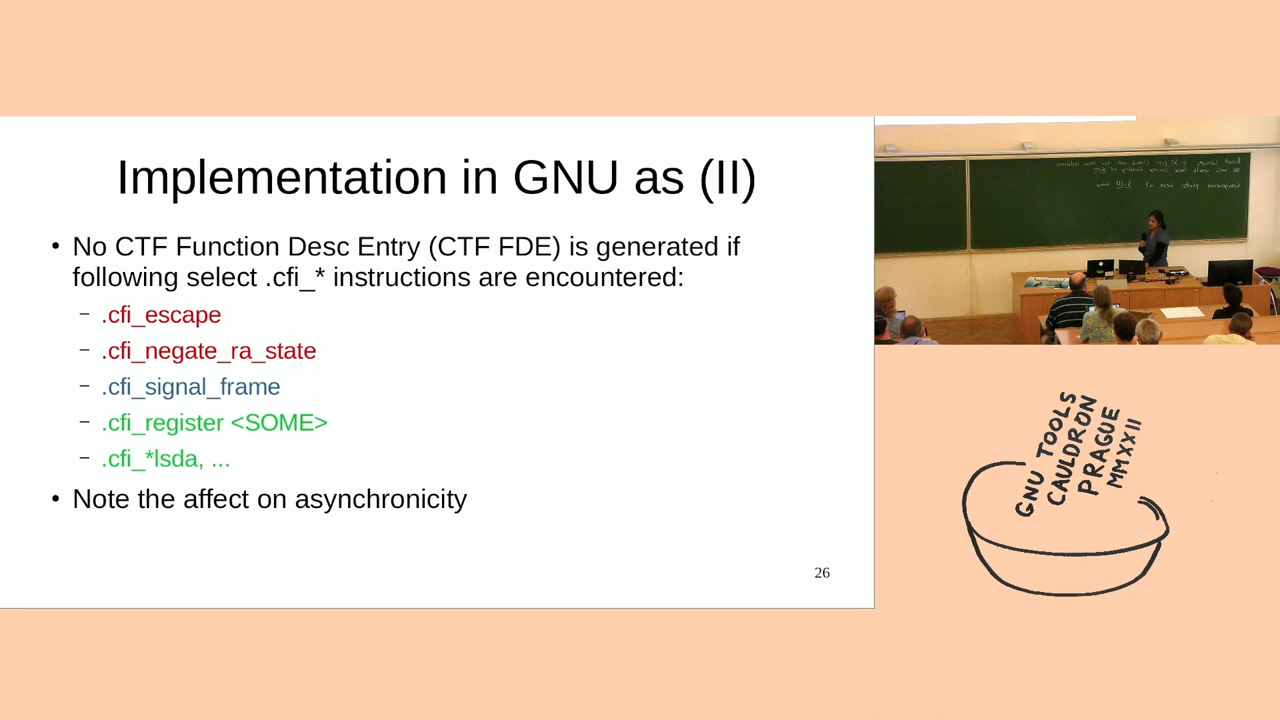 Implementation in GNU as (II)
• No CTF Function Desc Entry (CTF FDE) is generated if
following select .cfi_* instructions are encountered:
– .cfi_escape
– .cfi_negate_ra_state
– .cfi_signal_frame
– .cfi_register <SOME>
– .cfi_*lsda, ...
• Note the affect on asynchronicity
26
GNU TOOLS
CAULDRON
PRAGUE
MMXXII